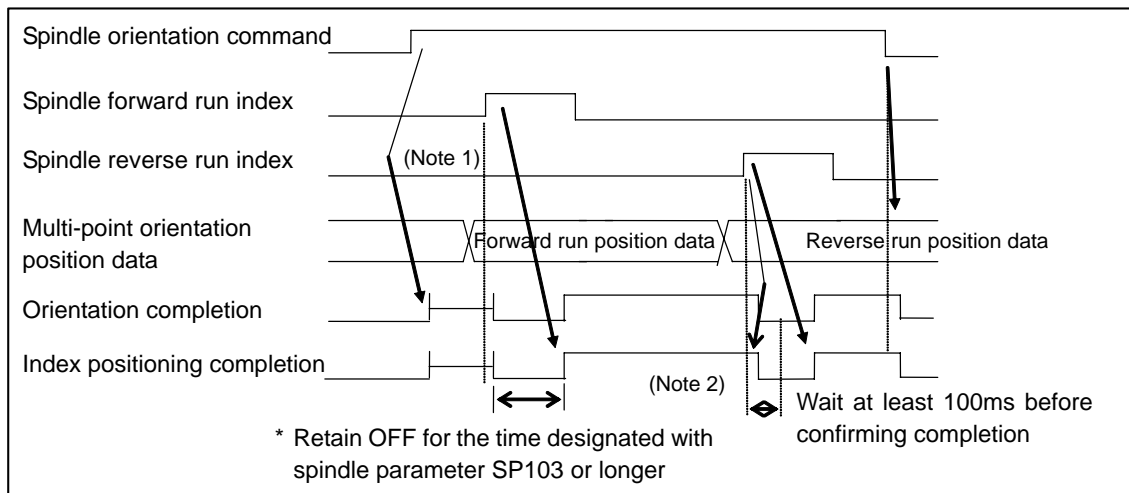 Spindle orientation command
Spindle forward run index
Spindle reverse run index
(Note 1)
Multi-point orientation
position data
Forward run position data
Reverse run position data
Orientation completion
Index positioning completion
(Note 2)
Wait at least 100ms before
confirming completion
* Retain OFF for the time designated with
spindle parameter SP103 or longer